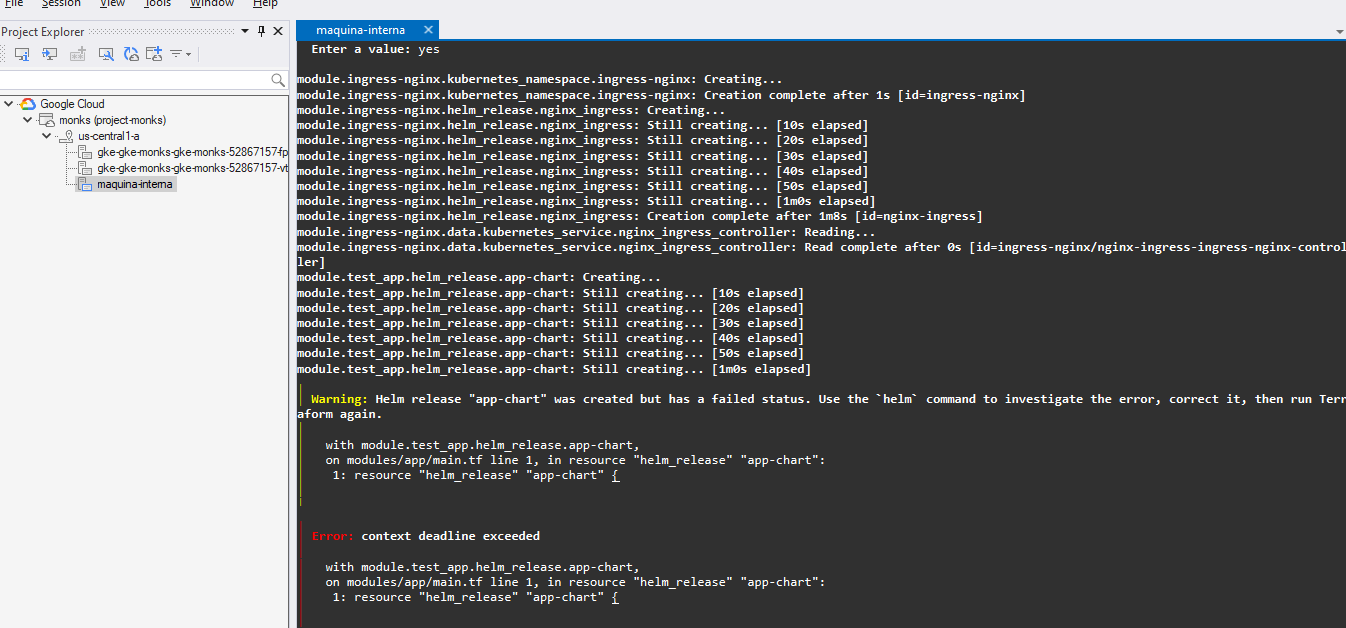 File Session View Tools Window Help
Project Explorer
maquina-interna
Google Cloud
monks (project-monks)
us-central1-a
gke-gke-monks-gke-monks-52867157-fp
gke-gke-monks-gke-monks-52867157-vt
maquina-interna
Enter a value: yes
module.ingress-nginx.kubernetes_namespace.ingress-nginx: Creating...
module.ingress-nginx.kubernetes_namespace.ingress-nginx: Creation complete after 1s [id=ingress-nginx]
module.ingress-nginx.helm_release.nginx_ingress: Creating...
module.ingress-nginx.helm_release.nginx_ingress: Still creating... [10s elapsed]
module.ingress-nginx.helm_release.nginx_ingress: Still creating... [20s elapsed]
module.ingress-nginx.helm_release.nginx_ingress: Still creating... [30s elapsed]
module.ingress-nginx.helm_release.nginx_ingress: Still creating... [40s elapsed]
module.ingress-nginx.helm_release.nginx_ingress: Still creating... [50s elapsed]
module.ingress-nginx.helm_release.nginx_ingress: Still creating... [1m0s elapsed]
module.ingress-nginx.helm_release.nginx_ingress: Creation complete after 1m8s [id=nginx-ingress]
module.ingress-nginx.data.kubernetes_service.nginx_ingress_controller: Reading...
module.ingress-nginx.data.kubernetes_service.nginx_ingress_controller: Read complete after 0s [id=ingress-nginx/nginx-ingress-ingress-nginx-control
ler]
module.test_app.helm_release.app-chart: Creating...
module.test_app.helm_release.app-chart: Still creating... [10s elapsed]
module.test_app.helm_release.app-chart: Still creating... [20s elapsed]
module.test_app.helm_release.app-chart: Still creating... [30s elapsed]
module.test_app.helm_release.app-chart: Still creating... [40s elapsed]
module.test_app.helm_release.app-chart: Still creating... [50s elapsed]
module.test_app.helm_release.app-chart: Still creating... [1m0s elapsed]
Warning: Helm release "app-chart" was created but has a failed status. Use the `helm` command to investigate the error, correct it, then run Terr
aform again.
with module.test_app.helm_release.app-chart,
on modules/app/main.tf line 1, in resource "helm_release" "app-chart":
1: resource "helm_release" "app-chart" {
Error: context deadline exceeded
with module.test_app.helm_release.app-chart,
on modules/app/main.tf line 1, in resource "helm_release" "app-chart":
1: resource "helm_release" "app-chart" {